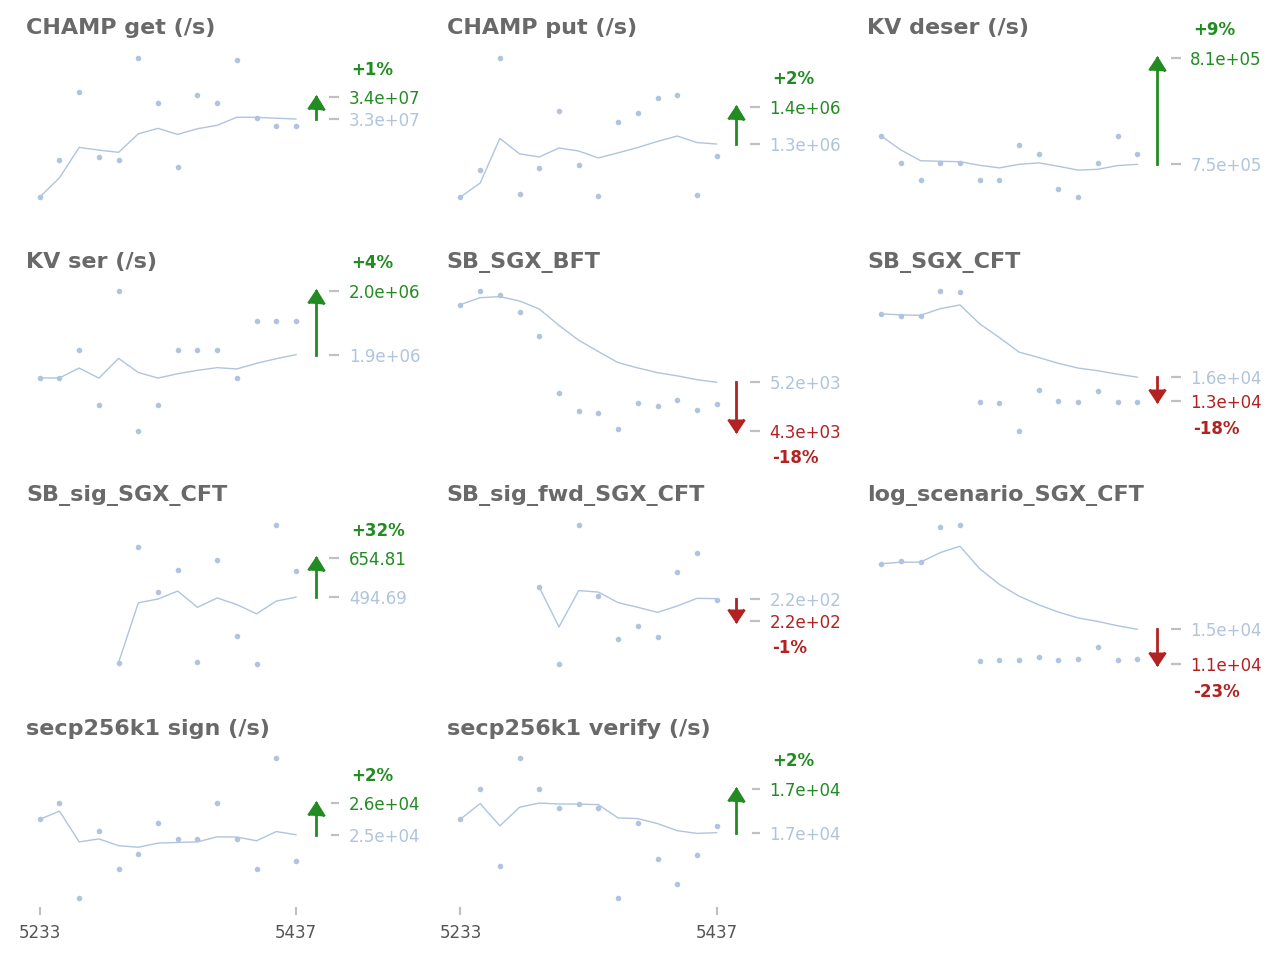 CHAMP get (/s)
+1%
3.4e+07
3.3e+07
CHAMP put (/s)
+2%
1.4e+06
1.3e+06
KV deser (/s)
+9%
8.1e+05
7.5e+05
KV ser (/s)
+4%
2.0e+06
1.9e+06
SB_SGX_BFT
5.2e+03
4.3e+03
-18%
SB_SGX_CFT
1.6e+04
1.3e+04
-18%
SB_sig_SGX_CFT
+32%
654.81
494.69
SB_sig_fwd_SGX_CFT
2.2e+02
2.2e+02
-1%
log_scenario_SGX_CFT
1.5e+04
1.1e+04
-23%
secp256k1 sign (/s)
+2%
2.6e+04
2.5e+04
5233
5437
secp256k1 verify (/s)
+2%
1.7e+04
1.7e+04
5233
5437